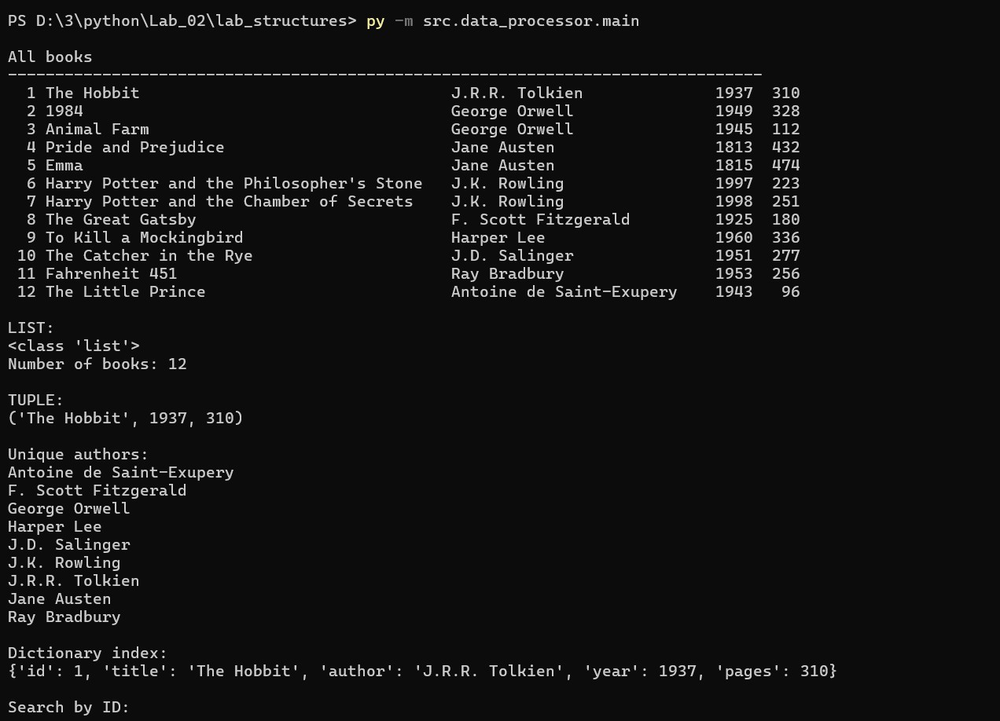 PS D:\3\python\Lab_02\lab_structures> py -m src.data_processor.main
All books
--------------------------------------------------------------------------------
  1 The Hobbit                                 J.R.R. Tolkien              1937  310
  2 1984                                       George Orwell               1949  328
  3 Animal Farm                                George Orwell               1945  112
  4 Pride and Prejudice                        Jane Austen                 1813  432
  5 Emma                                       Jane Austen                 1815  474
  6 Harry Potter and the Philosopher's Stone   J.K. Rowling                1997  223
  7 Harry Potter and the Chamber of Secrets    J.K. Rowling                1998  251
  8 The Great Gatsby                           F. Scott Fitzgerald         1925  180
  9 To Kill a Mockingbird                      Harper Lee                  1960  336
 10 The Catcher in the Rye                     J.D. Salinger               1951  277
 11 Fahrenheit 451                             Ray Bradbury                1953  256
 12 The Little Prince                          Antoine de Saint-Exupery    1943   96
LIST:
<class 'list'>
Number of books: 12
TUPLE:
('The Hobbit', 1937, 310)
Unique authors:
Antoine de Saint-Exupery
F. Scott Fitzgerald
George Orwell
Harper Lee
J.D. Salinger
J.K. Rowling
J.R.R. Tolkien
Jane Austen
Ray Bradbury
Dictionary index:
{'id': 1, 'title': 'The Hobbit', 'author': 'J.R.R. Tolkien', 'year': 1937, 'pages': 310}
Search by ID: